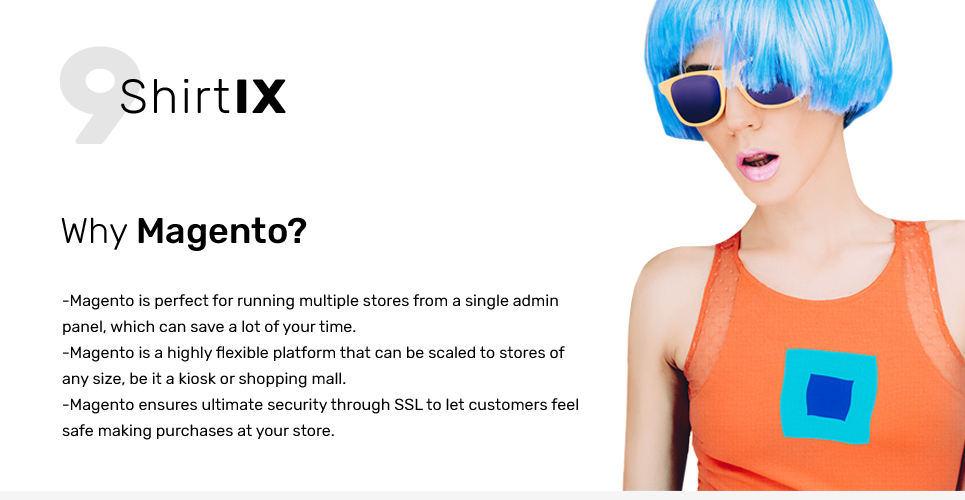 9
ShirtIX
Why Magento?
-Magento is perfect for running multiple stores from a single admin
panel, which can save a lot of your time.
-Magento is a highly flexible platform that can be scaled to stores of
any size, be it a kiosk or shopping mall.
-Magento ensures ultimate security through SSL to let customers feel
safe making purchases at your store.